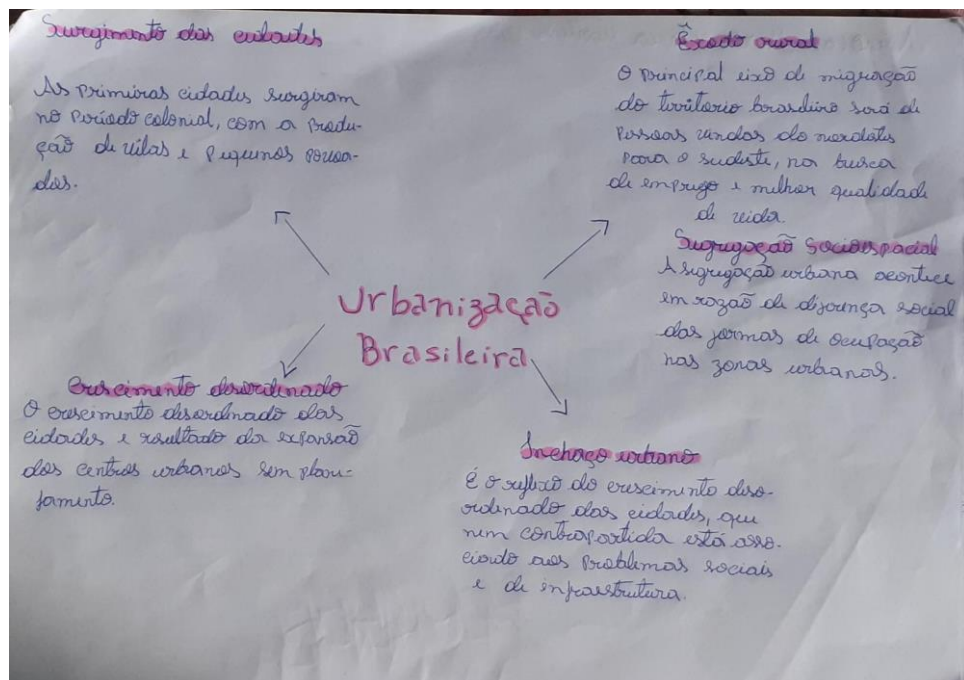 Surgimento das cidades
As primeiras cidades surgiram
no período colonial, com a produ-
ção de vilas e pequenos povoa-
dos.
Êxodo rural
O principal eixo de migração
do território brasileiro será de
pessoas vindas do nordeste
para o sudeste, na busca
de emprego e melhor qualidade
de vida.
Segregação Socioespacial
A segregação urbana acontece
em razão de diferença social
das formas de ocupação
nas zonas urbanas.
Urbanização
Brasileira
Crescimento desordenado
O crescimento desordenado das
cidades e resultado da expansão
dos centros urbanos sem plane-
jamento.
Inchaço urbano
É o reflexo do crescimento deso-
rdenado das cidades, que
nem contrapartida está asso-
ciado aos problemas sociais
e de infraestrutura.